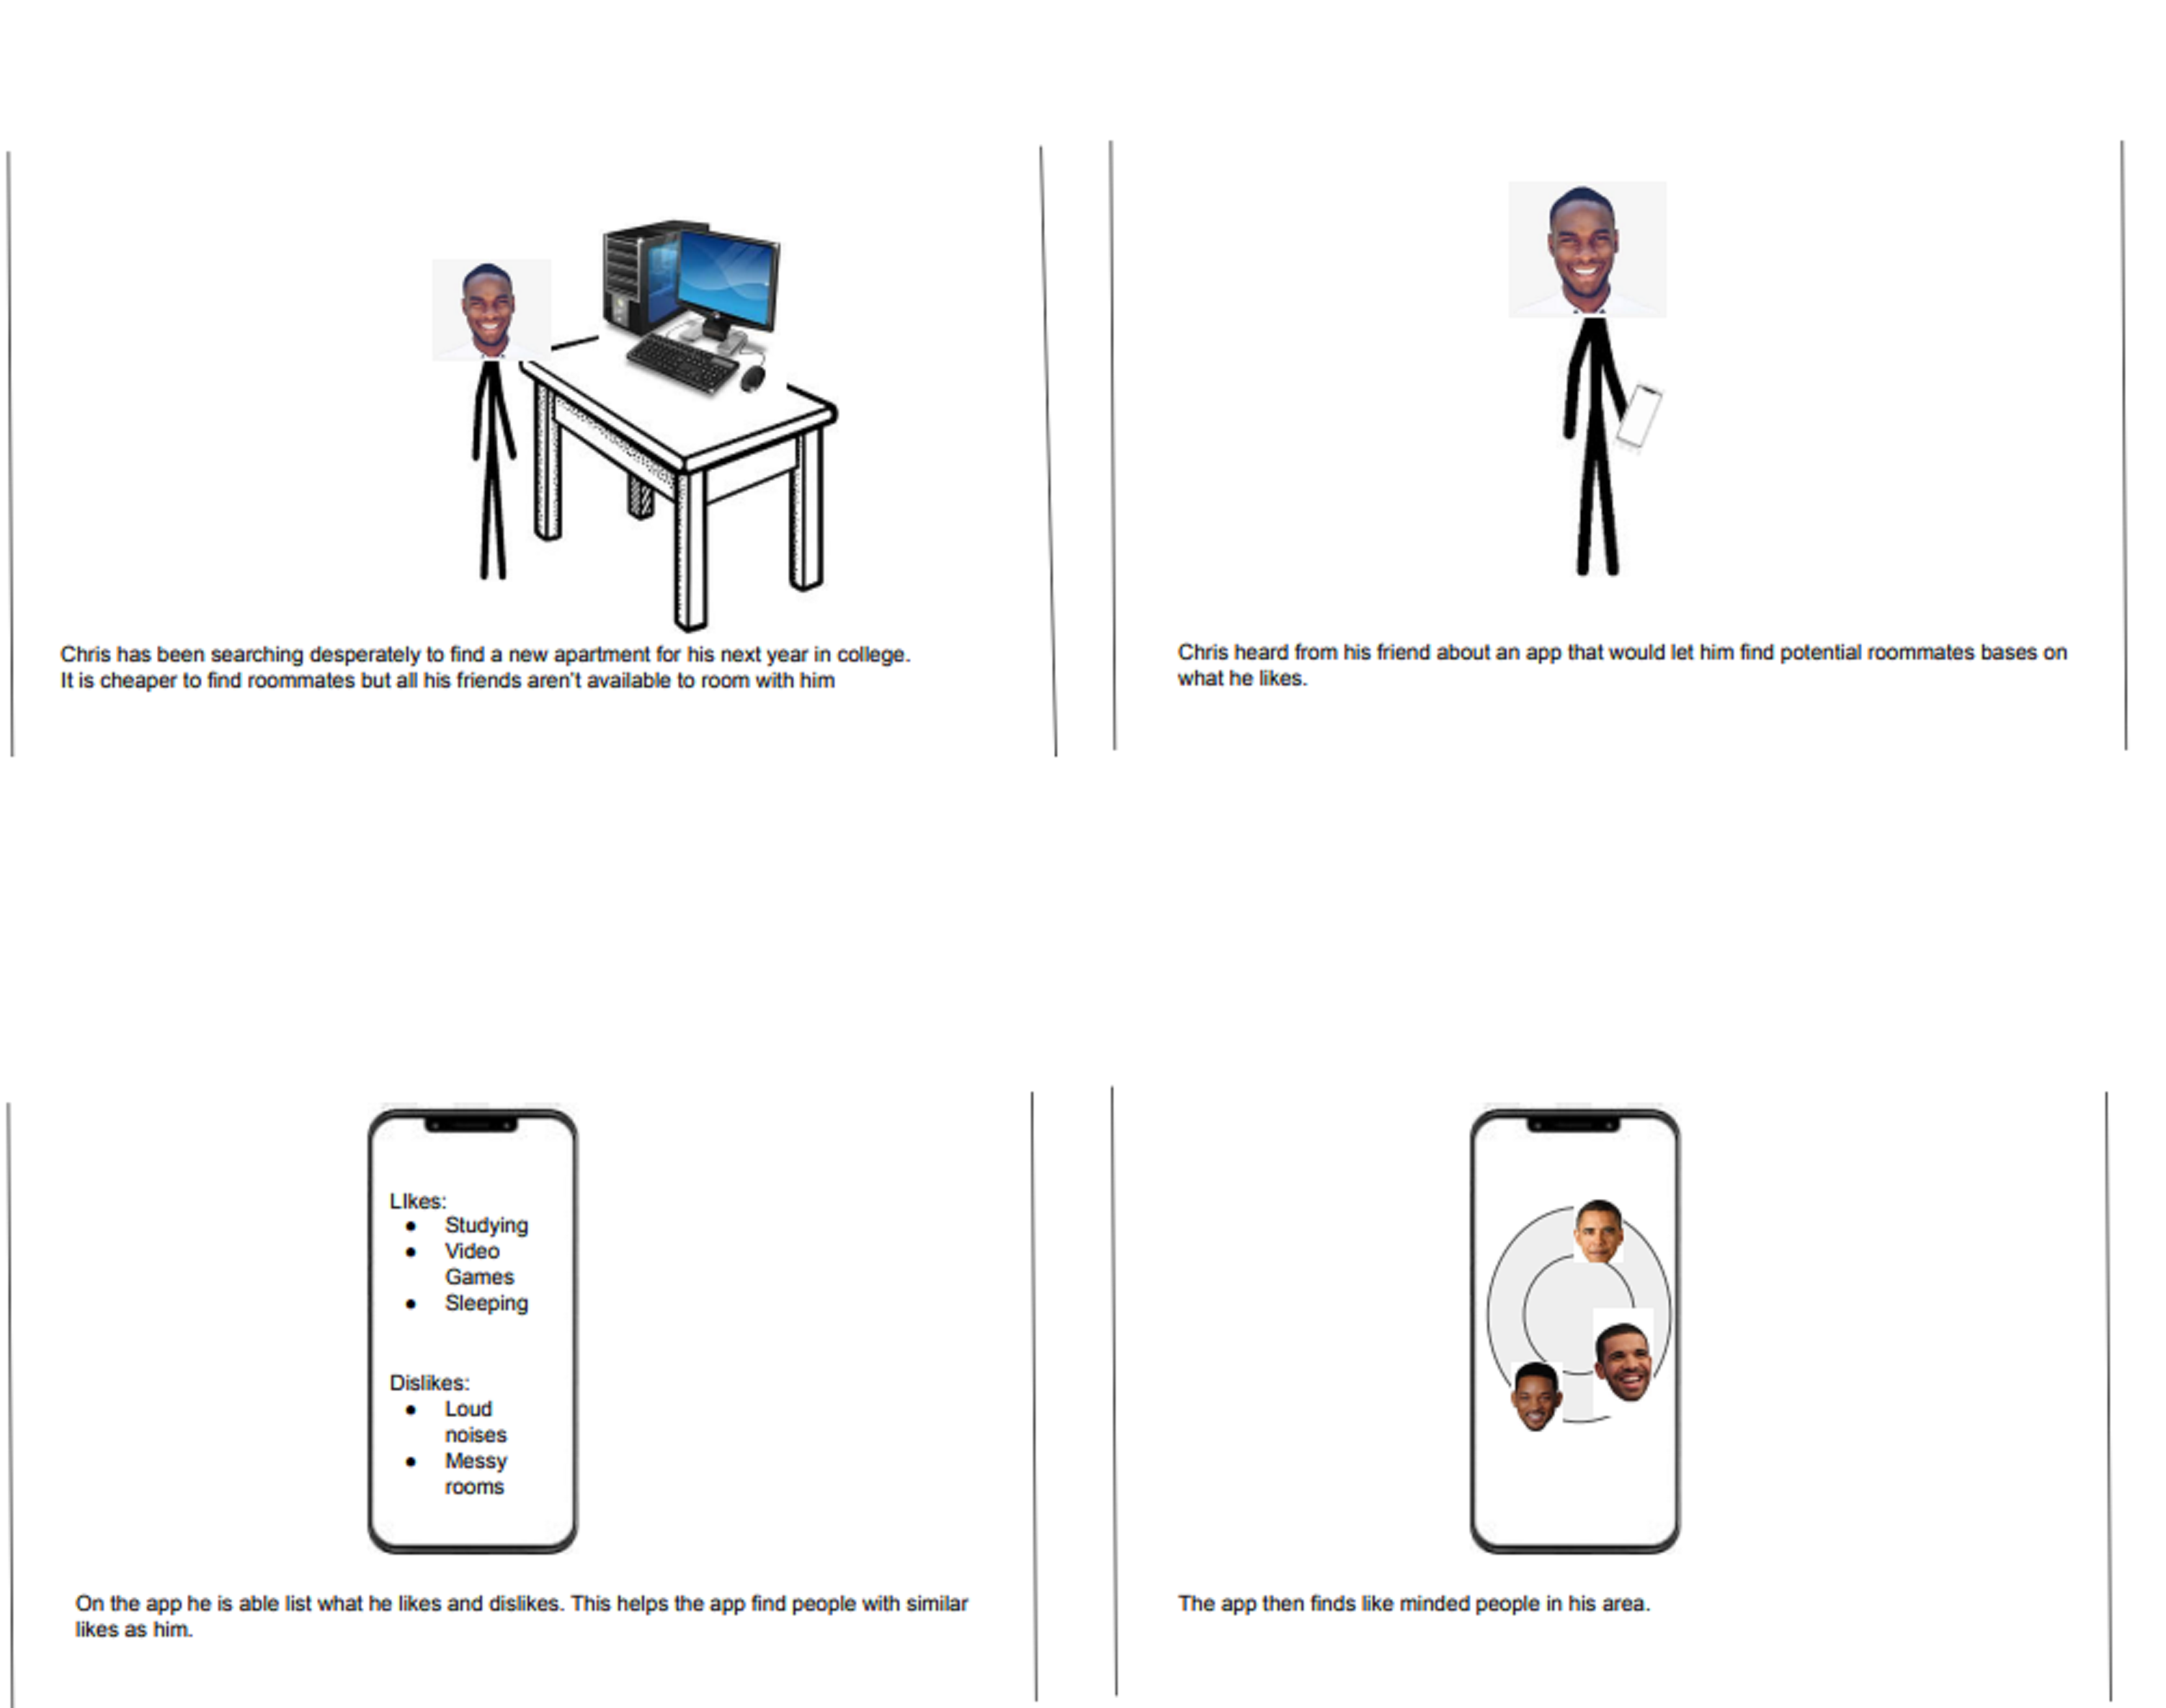 Chris has been searching desperately to find a new apartment for his next year in college.
It is cheaper to find roommates but all his friends aren't available to room with him
Chris heard from his friend about an app that would let him find potential roommates bases on
what he likes.
LIkes:
● Studying
● Video
Games
● Sleeping
Dislikes:
● Loud
noises
● Messy
rooms
On the app he is able list what he likes and dislikes. This helps the app find people with similar
likes as him.
The app then finds like minded people in his area.